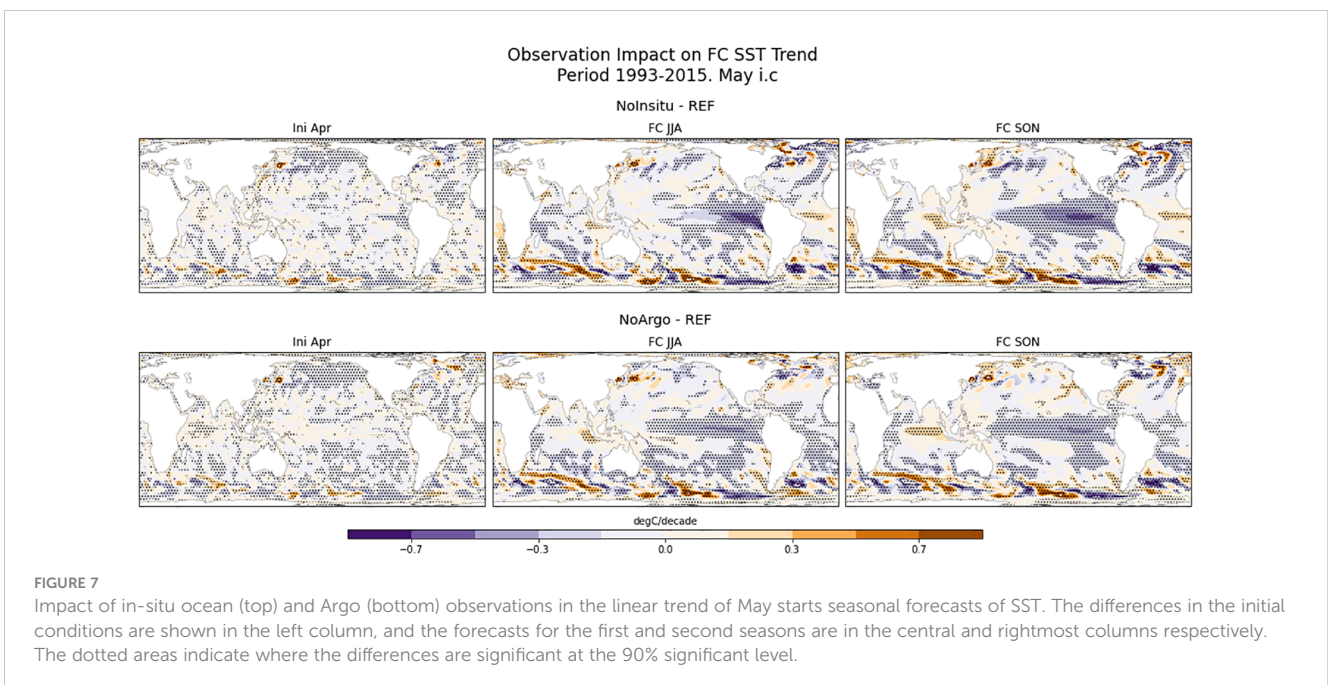 Observation Impact on FC SST Trend
Period 1993-2015. May i.c
NoInsitu - REF
Ini Apr
FC JJA
FC SON
NoArgo - REF
Ini Apr
FC JJA
FC SON
degC/decade
−0.7
−0.3
0.0
0.3
0.7
FIGURE 7
Impact of in-situ ocean (top) and Argo (bottom) observations in the linear trend of May starts seasonal forecasts of SST. The differences in the initial
conditions are shown in the left column, and the forecasts for the first and second seasons are in the central and rightmost columns respectively.
The dotted areas indicate where the differences are significant at the 90% significant level.